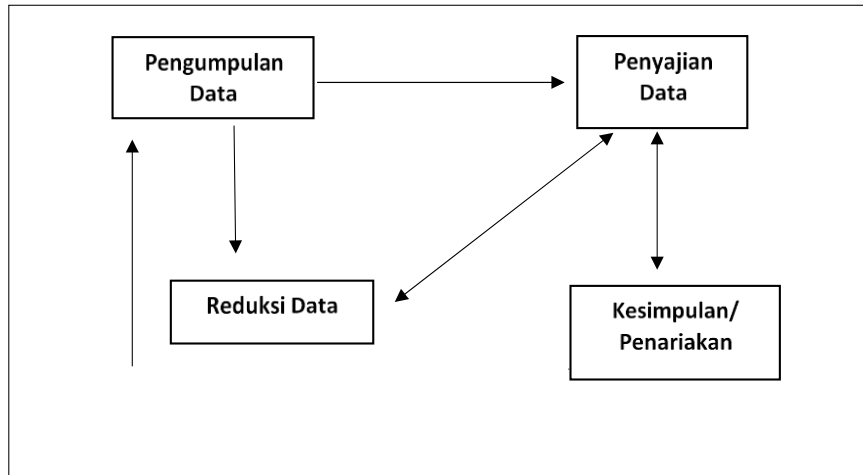 Pengumpulan
Data
Penyajian
Data
Reduksi Data
Kesimpulan/
Penariakan